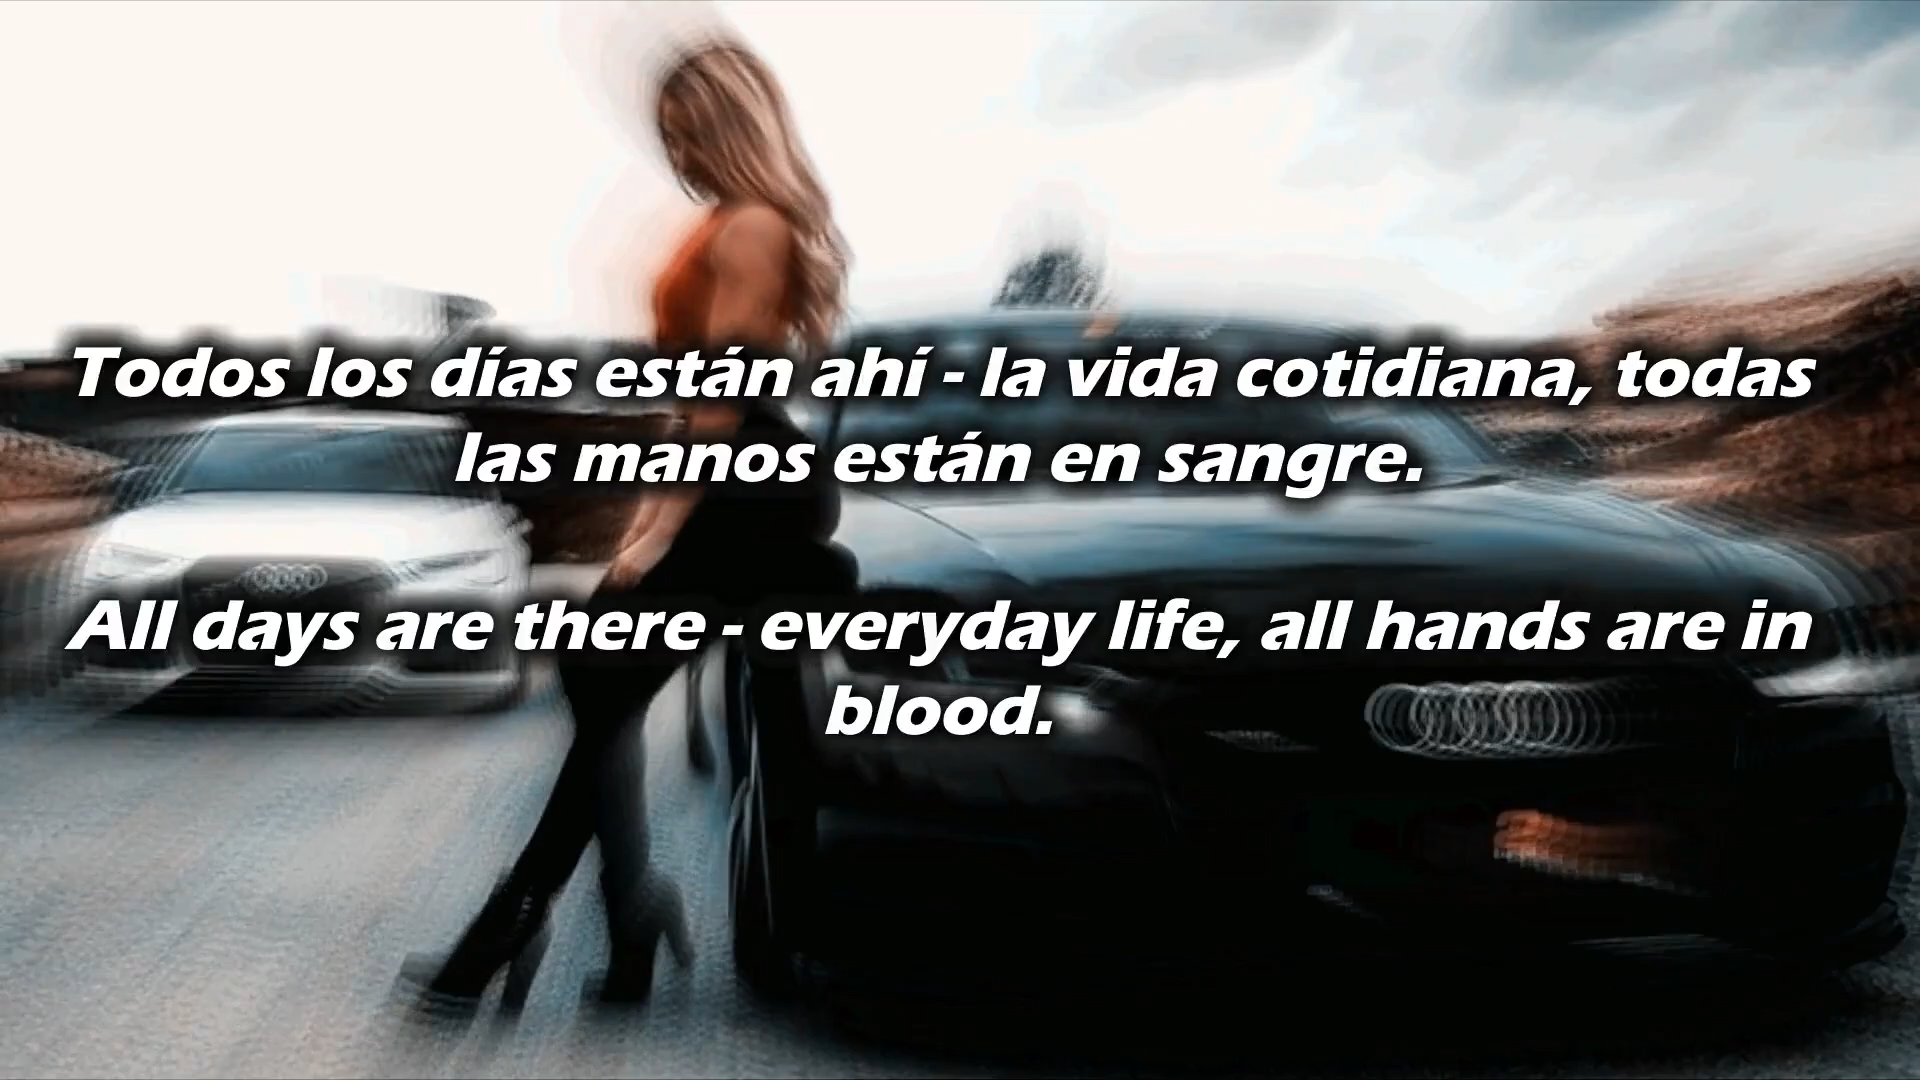 Todos los días están ahí - la vida cotidiana, todas
las manos están en sangre.
All days are there - everyday life, all hands are in
blood.